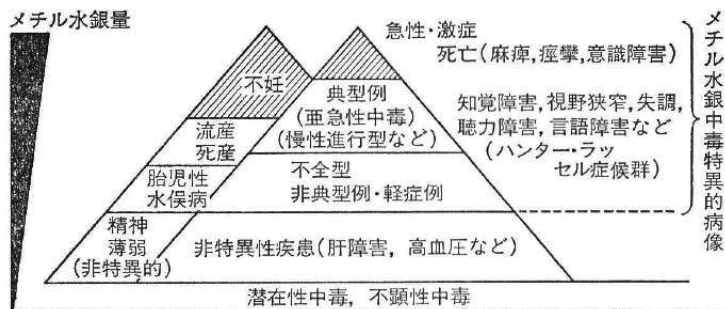 メチル水銀量
急性・激症
死亡(麻痺,痙攣,意識障害)
不妊
典型例
(亜急性中毒)
(慢性進行型など)
知覚障害,視野狭窄,失調,
聴力障害,言語障害など
(ハンター・ラッ
セル症候群)
流産
死産
胎児性
水俣病
不全型
非典型例・軽症例
精神
薄弱
(非特異的)
非特異性疾患(肝障害,高血圧など)
潜在性中毒,不顕性中毒
メチル水銀中毒特異的病像